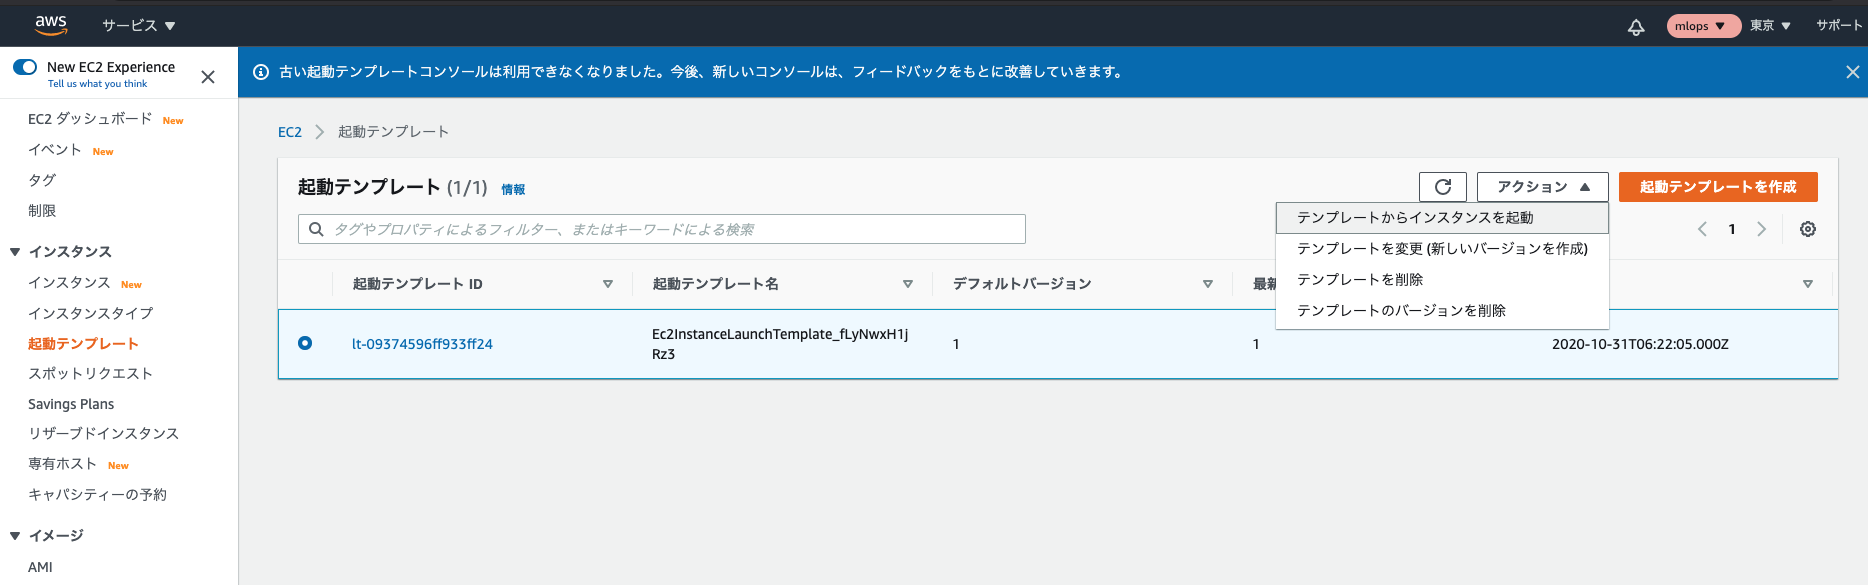 aws
サービス
mlops
東京
サポート
New EC2 Experience
Tell us what you think
古い起動テンプレートコンソールは利用できなくなりました。今後、新しいコンソールは、フィードバックをもとに改善していきます。
EC2 ダッシュボード New
イベント New
タグ
制限
インスタンス
インスタンス New
インスタンスタイプ
起動テンプレート
スポットリクエスト
Savings Plans
リザーブドインスタンス
専有ホスト New
キャパシティーの予約
イメージ
AMI
EC2 起動テンプレート
起動テンプレート (1/1) 情報
アクション
起動テンプレートを作成
タグやプロパティによるフィルター、またはキーワードによる検索
1
テンプレートからインスタンスを起動
テンプレートを変更 (新しいバージョンを作成)
テンプレートを削除
テンプレートのバージョンを削除
起動テンプレート ID
起動テンプレート名
デフォルトバージョン
最新
lt-09374596ff933ff24
Ec2InstanceLaunchTemplate_fLyNwxH1j
Rz3
1
1
2020-10-31T06:22:05.000Z